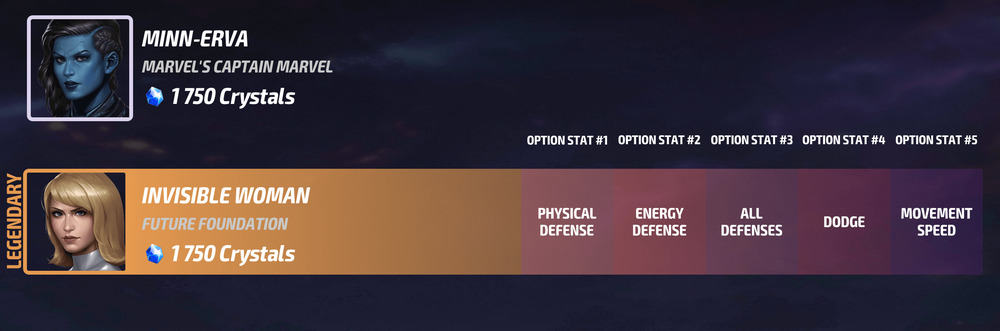 MINN-ERVA
MARVEL'S CAPTAIN MARVEL
1 750 Crystals
OPTION STAT #1 OPTION STAT #2 OPTION STAT #3 OPTION STAT #4 OPTION STAT #5
LEGENDARY
INVISIBLE WOMAN
FUTURE FOUNDATION
1 750 Crystals
PHYSICAL DEFENSE
ENERGY DEFENSE
ALL DEFENSES
DODGE
MOVEMENT SPEED